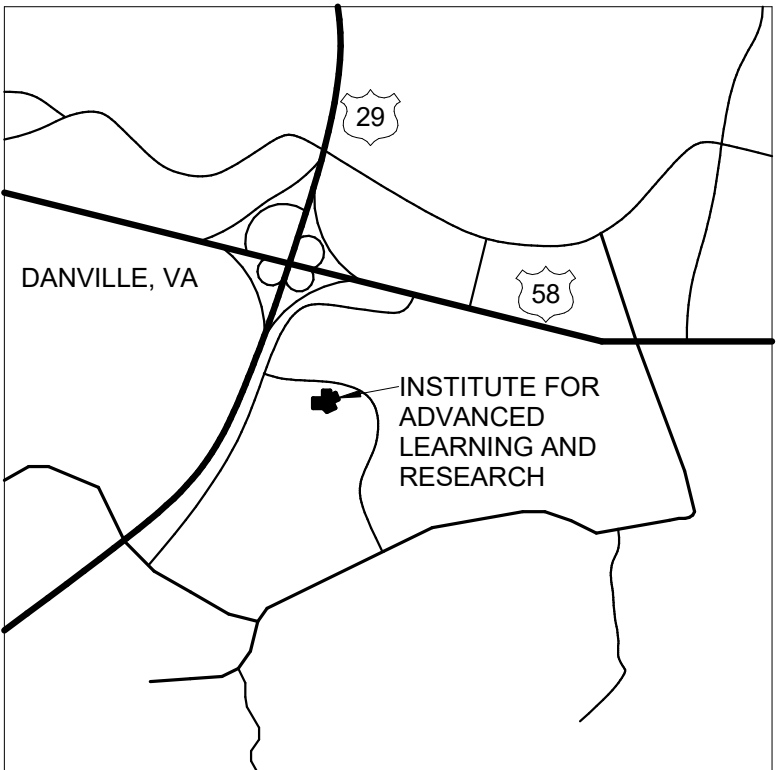 29
DANVILLE, VA
58
INSTITUTE FOR
ADVANCED
LEARNING AND
RESEARCH